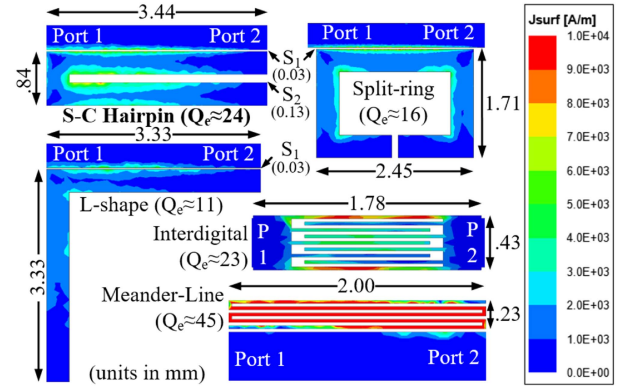 3.44
Port 1
Port 2
S1
(0.03)
S2
(0.13)
.84
S-C Hairpin (Qe≈24)
Split-ring
(Qe≈16)
1.71
2.45
3.33
Port 1
Port 2
S1
(0.03)
L-shape (Qe≈11)
3.33
1.78
Interdigital
(Qe≈23)
P
1
P
2
.43
2.00
Meander-Line
(Qe≈45)
.23
Port 1
Port 2
(units in mm)
Jsurf [A/m]
1.0E+04
9.0E+03
8.0E+03
7.0E+03
6.0E+03
5.0E+03
4.0E+03
3.0E+03
2.0E+03
1.0E+03
0.0E+00